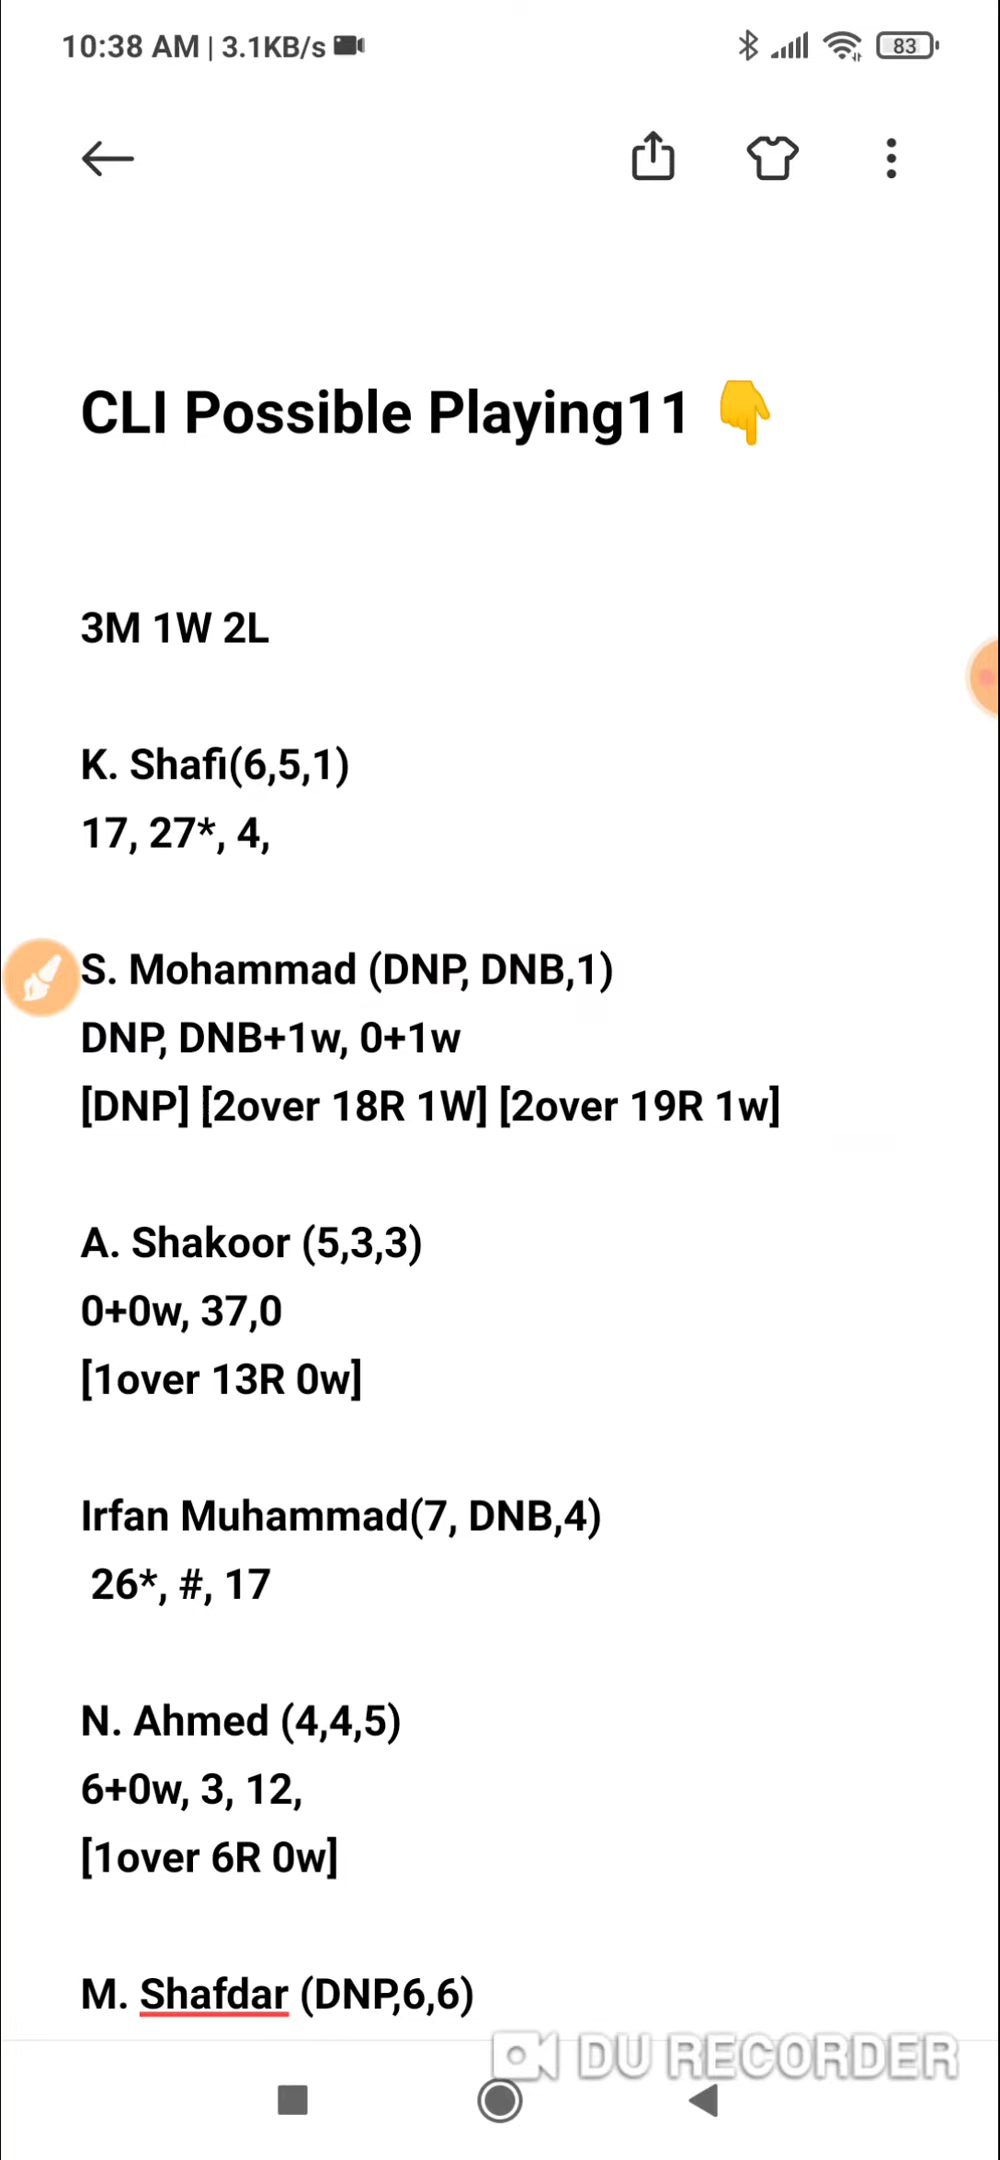 10:38 AM | 3.1KB/s 83
CLI Possible Playing11 👇
3M 1W 2L
K. Shafi(6,5,1)
17, 27*, 4,
S. Mohammad (DNP, DNB,1)
DNP, DNB+1w, 0+1w
[DNP] [2over 18R 1W] [2over 19R 1w]
A. Shakoor (5,3,3)
0+0w, 37,0
[1over 13R 0w]
Irfan Muhammad(7, DNB,4)
26*, #, 17
N. Ahmed (4,4,5)
6+0w, 3, 12,
[1over 6R 0w]
M. Shafdar (DNP,6,6)
DU RECORDER